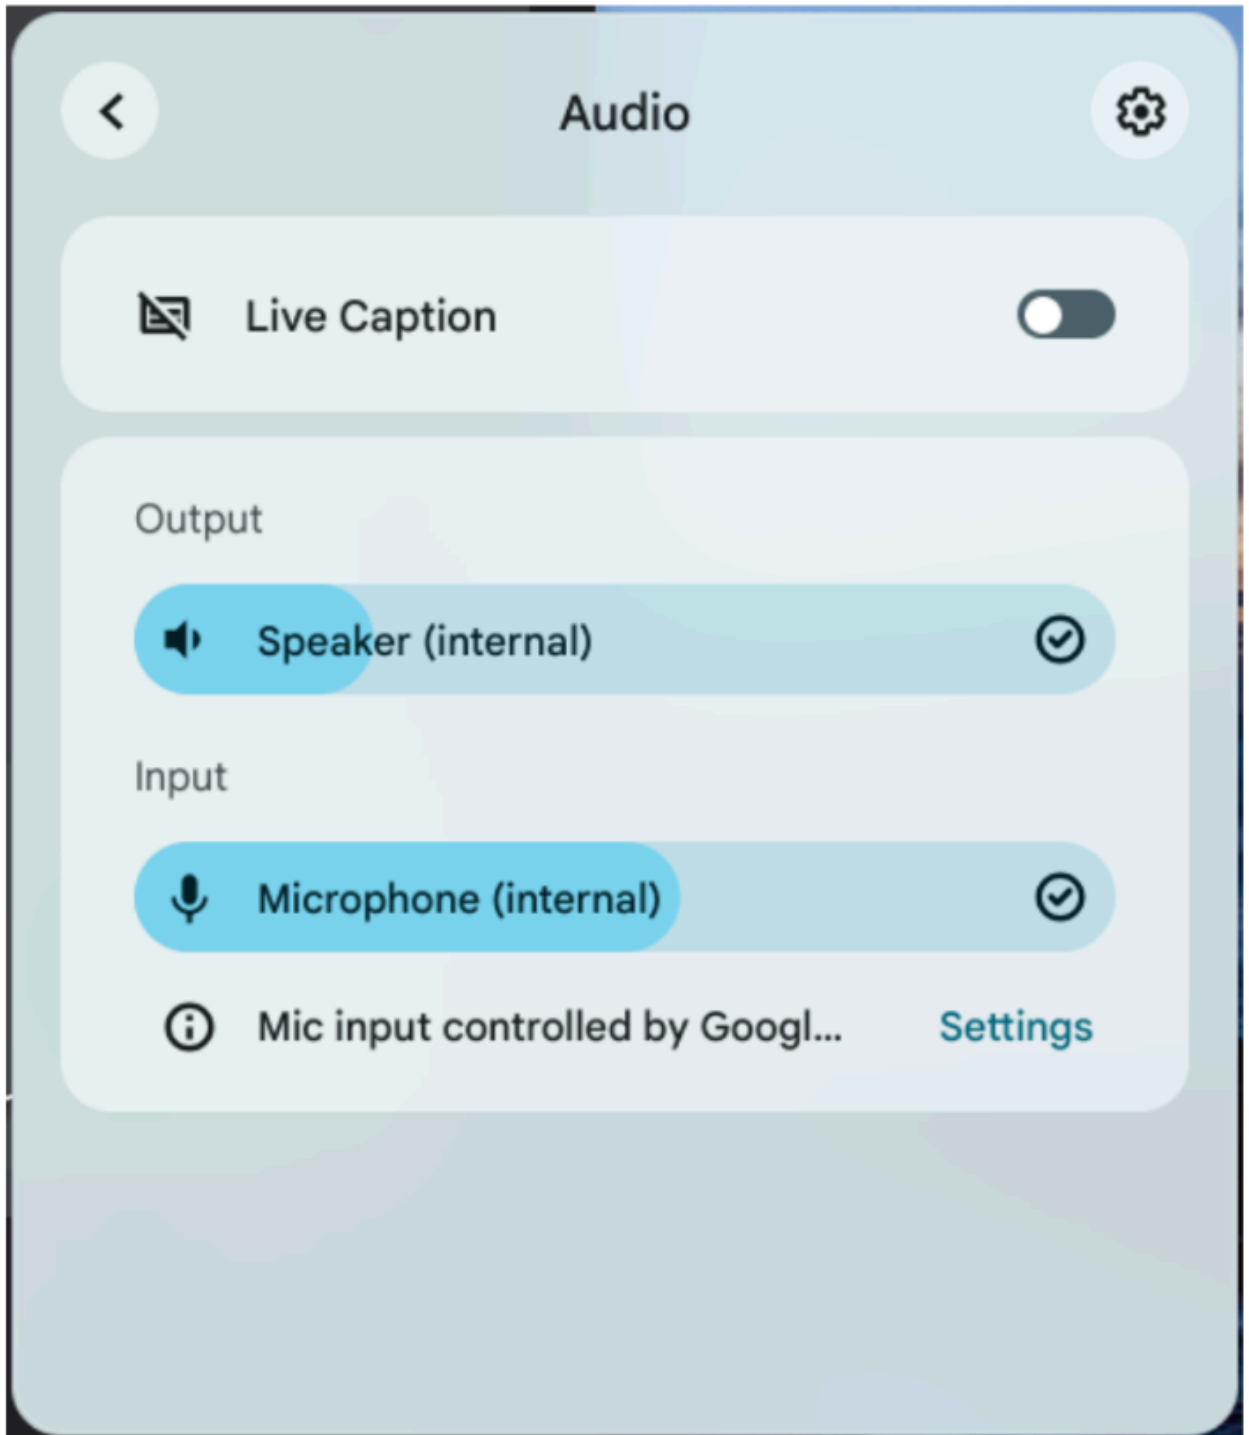 Audio
Live Caption
Output
Speaker (internal)
Input
Microphone (internal)
Mic input controlled by Googl... Settings